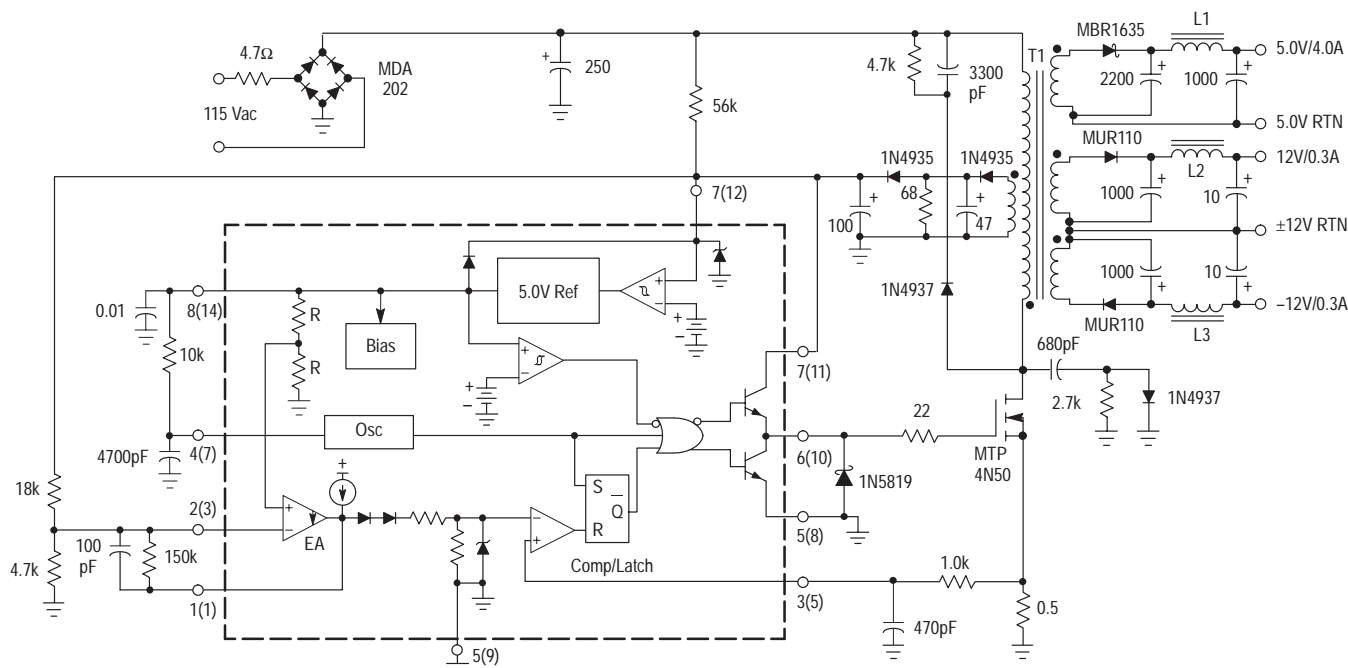 4.7Ω
MDA
202
115 Vac
+
250
56k
4.7k
3300
pF
T1
MBR1635
L1
+
2200
+
1000
5.0V/4.0A
5.0V RTN
MUR110
L2
12V/0.3A
1000
+
10
+
±12V RTN
1000
+
10
+
MUR110
L3
–12V/0.3A
1N4935
1N4935
68
+
100
+
47
7(12)
1N4937
680pF
2.7k
1N4937
0.01
8(14)
R
R
5.0V Ref
+
–
+
–
Bias
10k
+
–
+
–
7(11)
Osc
4(7)
4700pF
22
6(10)
MTP
4N50
1N5819
18k
2(3)
+
+
–
EA
S
Q
R
–
+
5(8)
100
pF
150k
4.7k
1(1)
Comp/Latch
1.0k
3(5)
0.5
470pF
5(9)